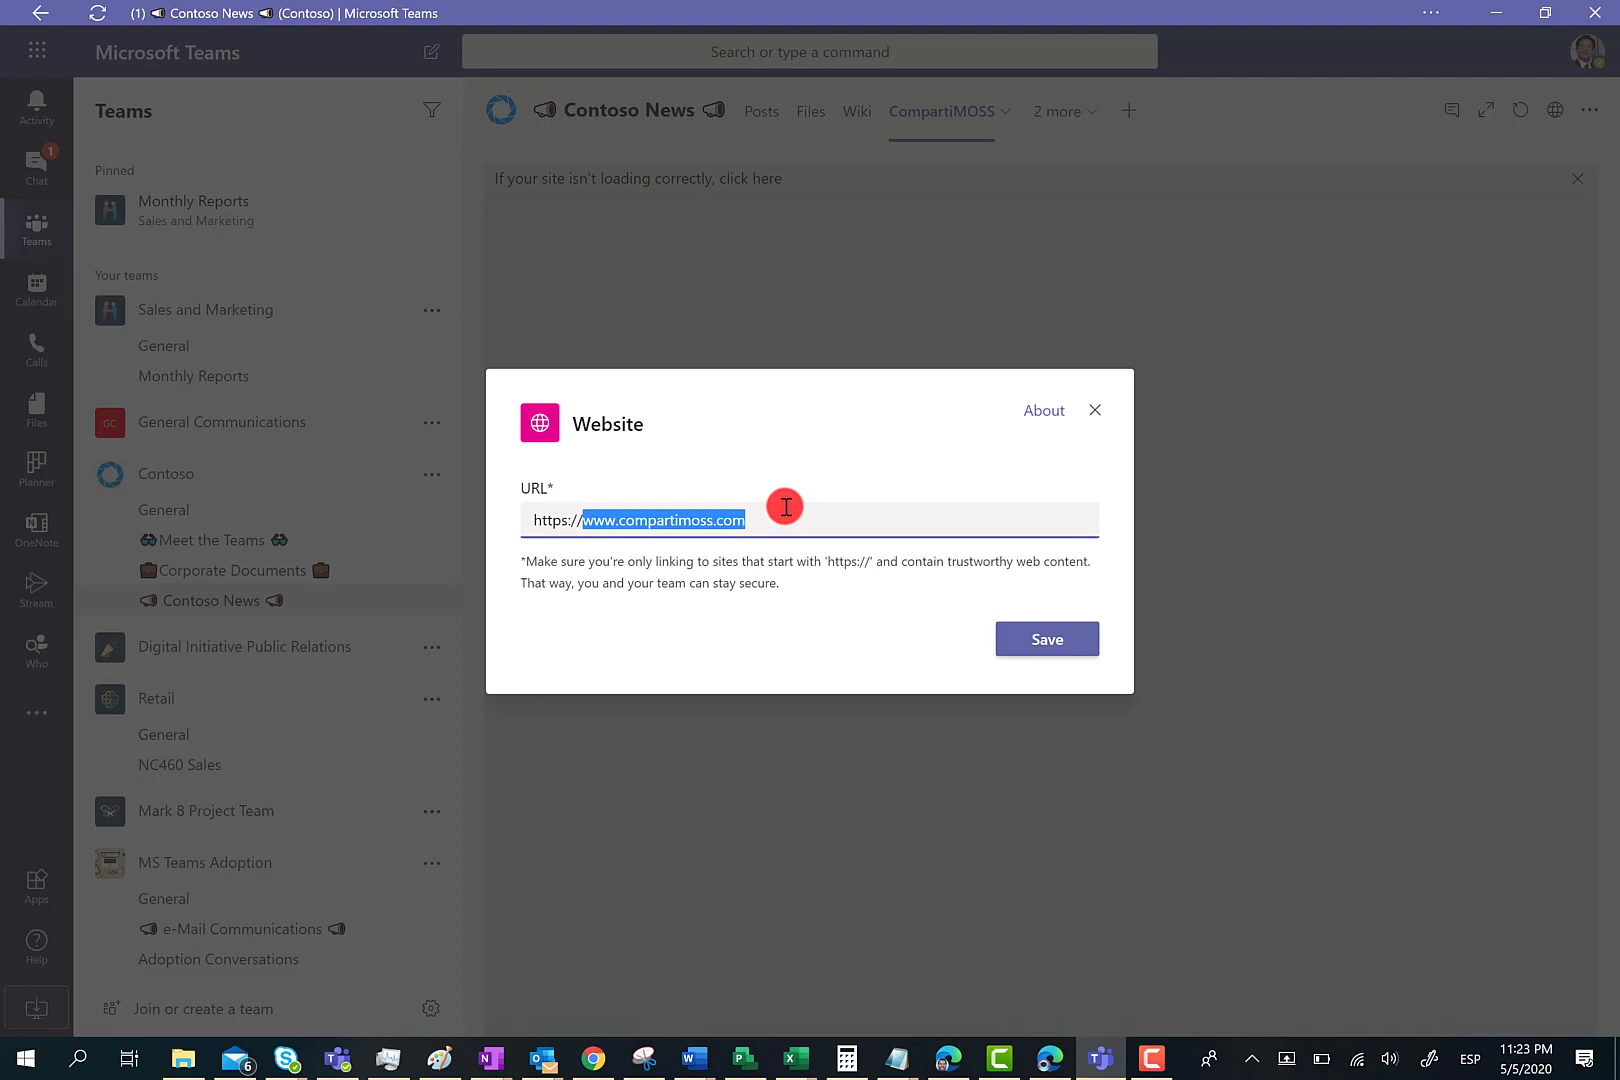 (1) Contoso News (Contoso) | Microsoft Teams
Microsoft Teams
Search or type a command
Activity
Chat
1
Teams
Calendar
Calls
Files
Planner
OneNote
Stream
Who
Apps
Help
Teams
Pinned
Monthly Reports
Sales and Marketing
Your teams
Sales and Marketing
General
Monthly Reports
GC
General Communications
Contoso
General
Meet the Teams
Corporate Documents
Contoso News
Digital Initiative Public Relations
Retail
General
NC460 Sales
Mark 8 Project Team
MS Teams Adoption
General
e-Mail Communications
Adoption Conversations
Join or create a team
Contoso News Posts Files Wiki CompartiMOSS 2 more
If your site isn't loading correctly, click here
Website
About
URL*
https://www.compartimoss.com
*Make sure you're only linking to sites that start with 'https://' and contain trustworthy web content.
That way, you and your team can stay secure.
Save
6
ESP
11:23 PM
5/5/2020